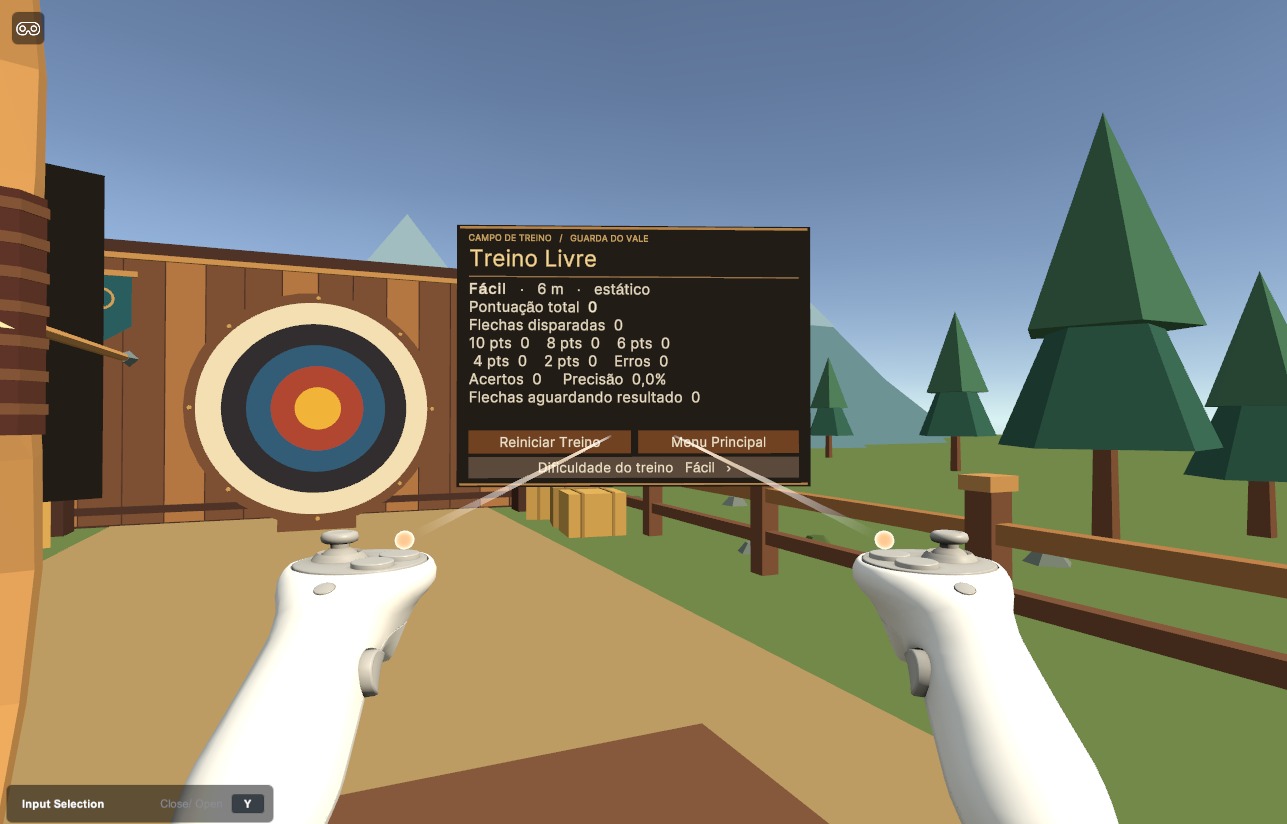 CAMPO DE TREINO / GUARDA DO VALE
Treino Livre
Fácil · 6 m · estático
Pontuação total 0
Flechas disparadas 0
10 pts 0 8 pts 0 6 pts 0
4 pts 0 2 pts 0 Erros 0
Acertos 0 Precisão 0,0%
Flechas aguardando resultado 0
Reiniciar Treino Menu Principal
Dificuldade do treino Fácil ›
Input Selection Close/ Open Y